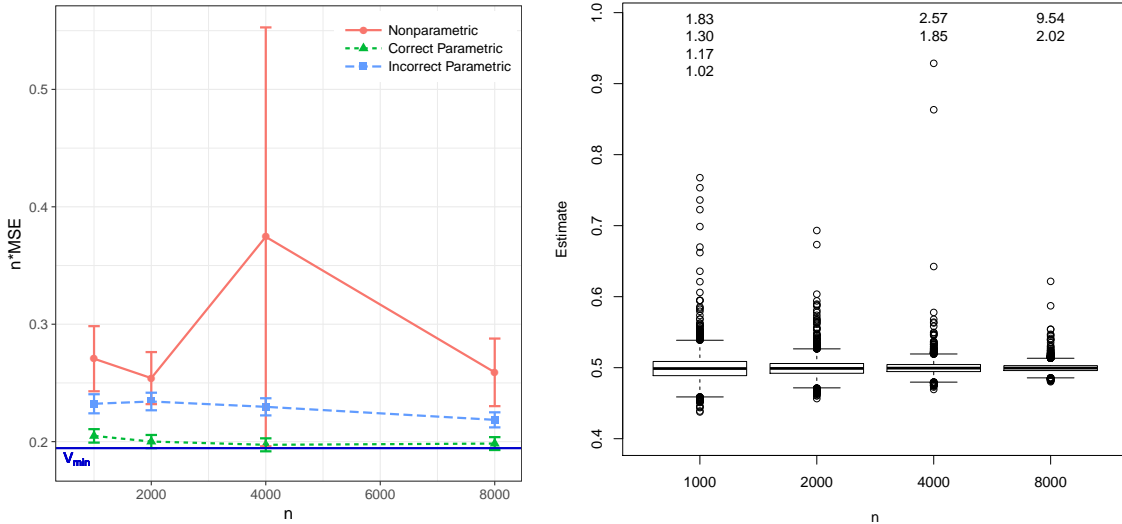 Nonparametric
Correct Parametric
Incorrect Parametric
0.5
0.4
0.3
0.2
n*MSE
Vmin
2000 4000 6000 8000
n
1.83 2.57 9.54
1.30 1.85 2.02
1.17
1.02
1.0
0.9
0.8
0.7
0.6
0.5
0.4
Estimate
1000 2000 4000 8000
n